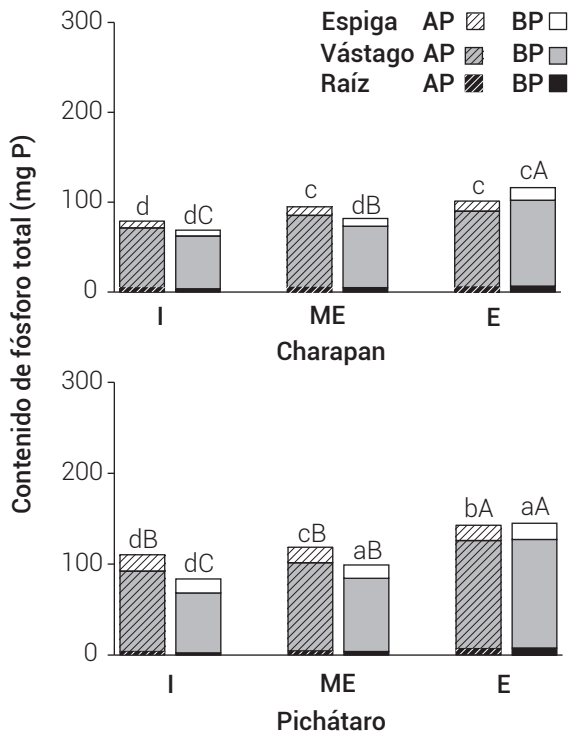 Contenido de fósforo total (mg P)
Espiga AP BP
Vástago AP BP
Raíz AP BP
300
200
100
0
d dC c dB c cA
I ME E
Charapan
300
200
100
0
dB dC cB aB bA aA
I ME E
Pichátaro